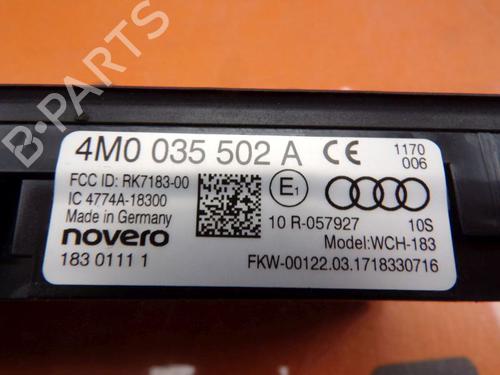 B-PARTS
4M0 035 502 A CE 1170
006
FCC ID: RK7183-00
IC 4774A-18300
Made in Germany
novero
183 0111 1
E1
10 R-057927 10S
Model:WCH-183
FKW-00122.03.1718330716